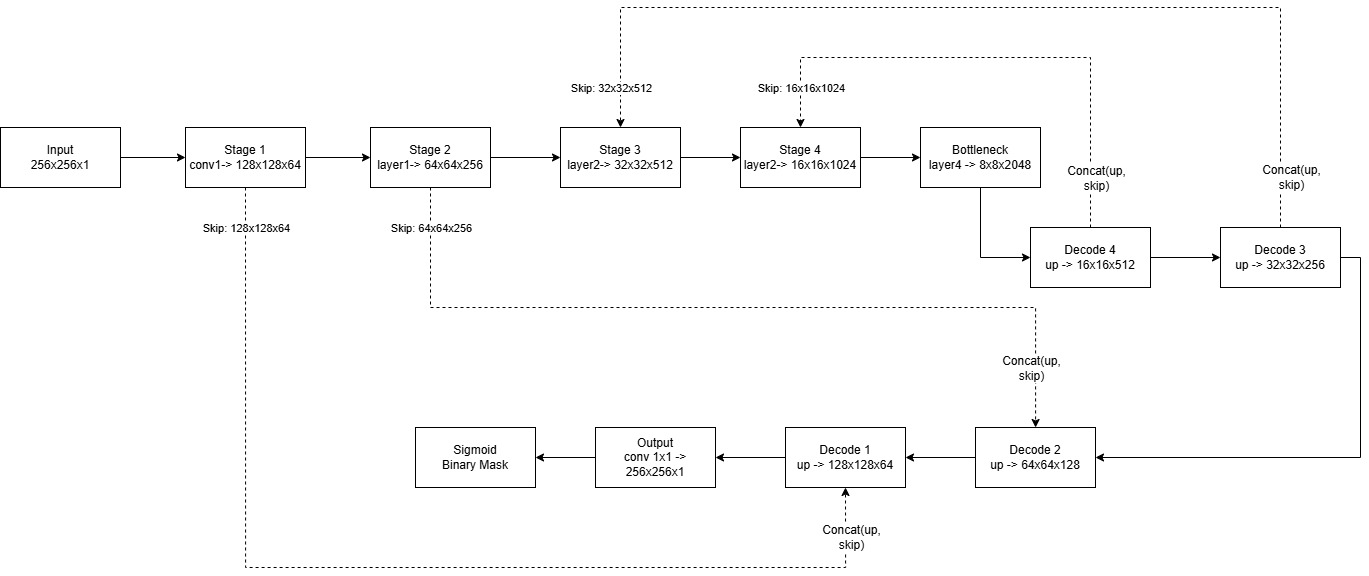 Skip: 32x32x512
Skip: 16x16x1024
Input
256x256x1
Stage 1
conv1-> 128x128x64
Stage 2
layer1-> 64x64x256
Stage 3
layer2-> 32x32x512
Stage 4
layer2-> 16x16x1024
Bottleneck
layer4 -> 8x8x2048
Concat(up,
skip)
Concat(up,
skip)
Skip: 128x128x64
Skip: 64x64x256
Decode 4
up -> 16x16x512
Decode 3
up -> 32x32x256
Concat(up,
skip)
Sigmoid
Binary Mask
Output
conv 1x1 ->
256x256x1
Decode 1
up -> 128x128x64
Decode 2
up -> 64x64x128
Concat(up,
skip)